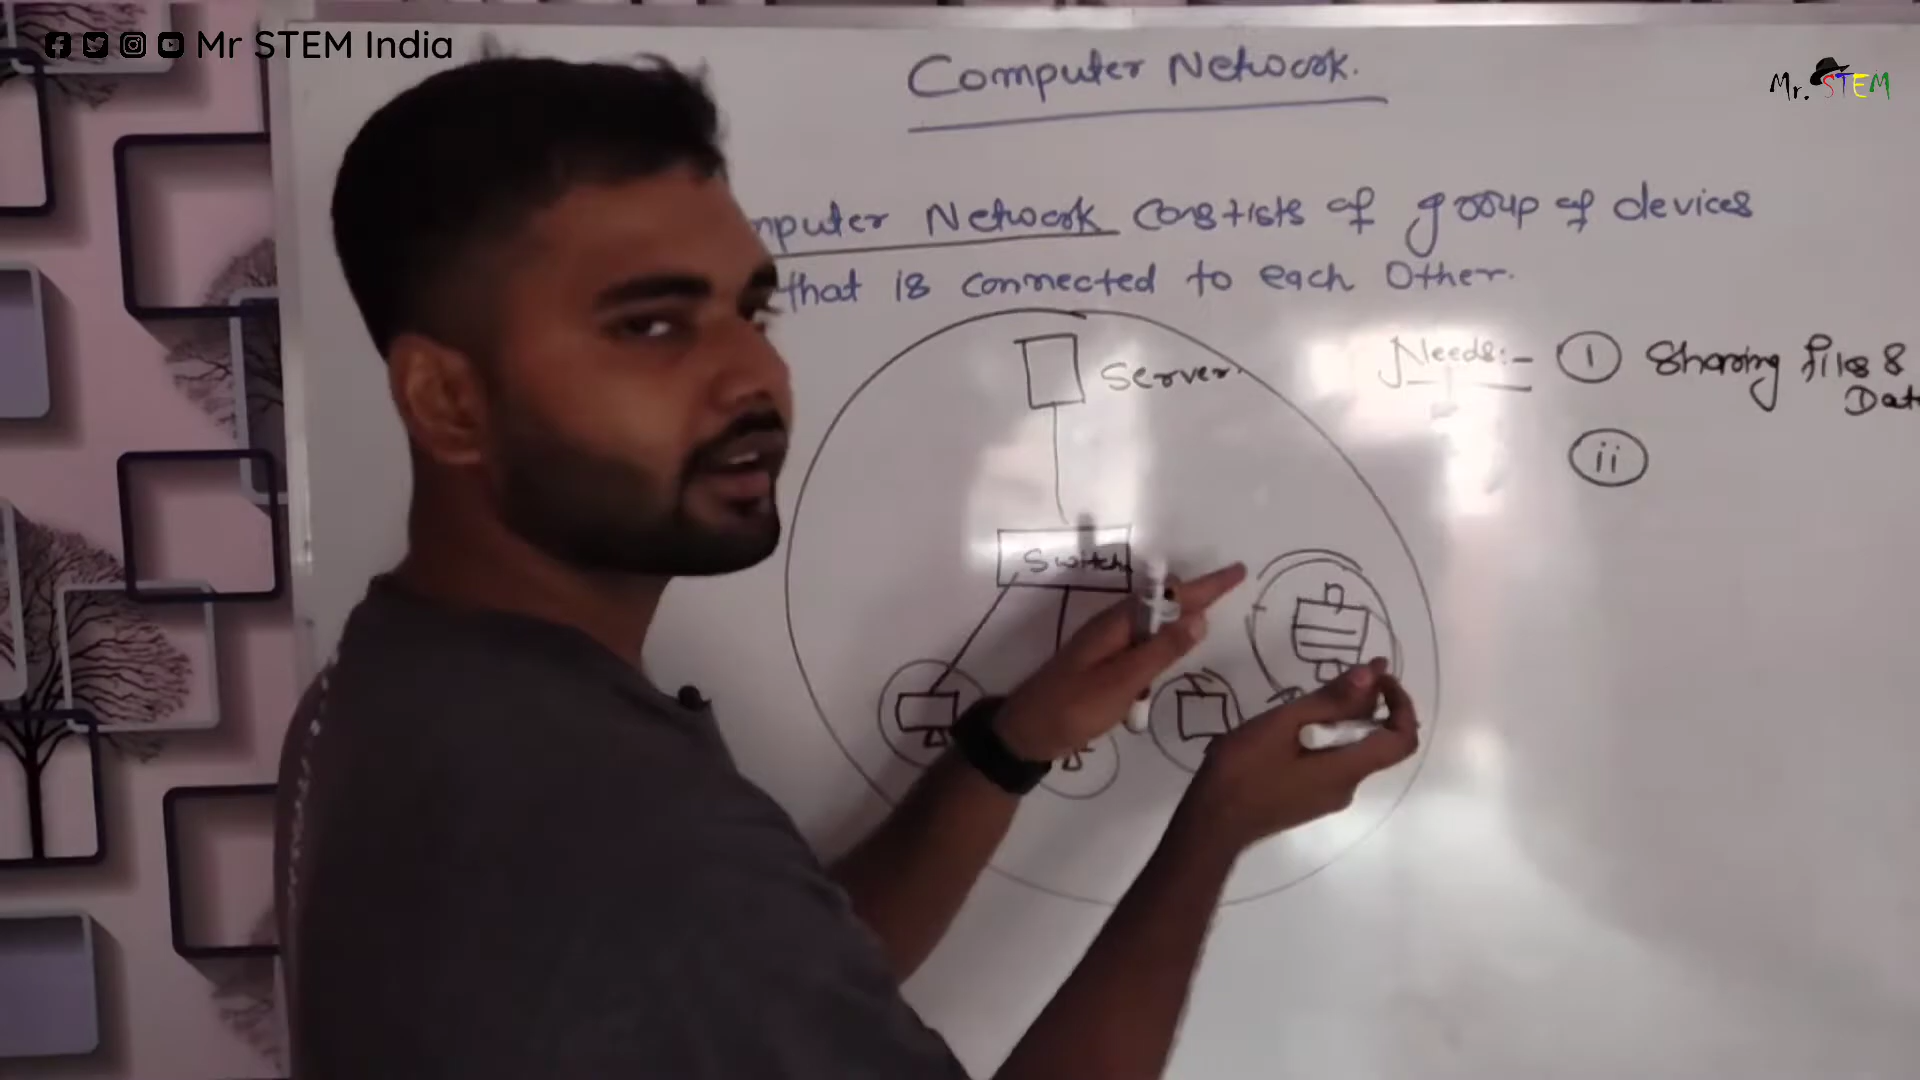 Mr STEM India
Mr. STEM
Computer Network.
mputer Network Consists of group of devices
that is connected to each Other.
Server
Needs:- i Sharing files &
Dat
ii
Switch